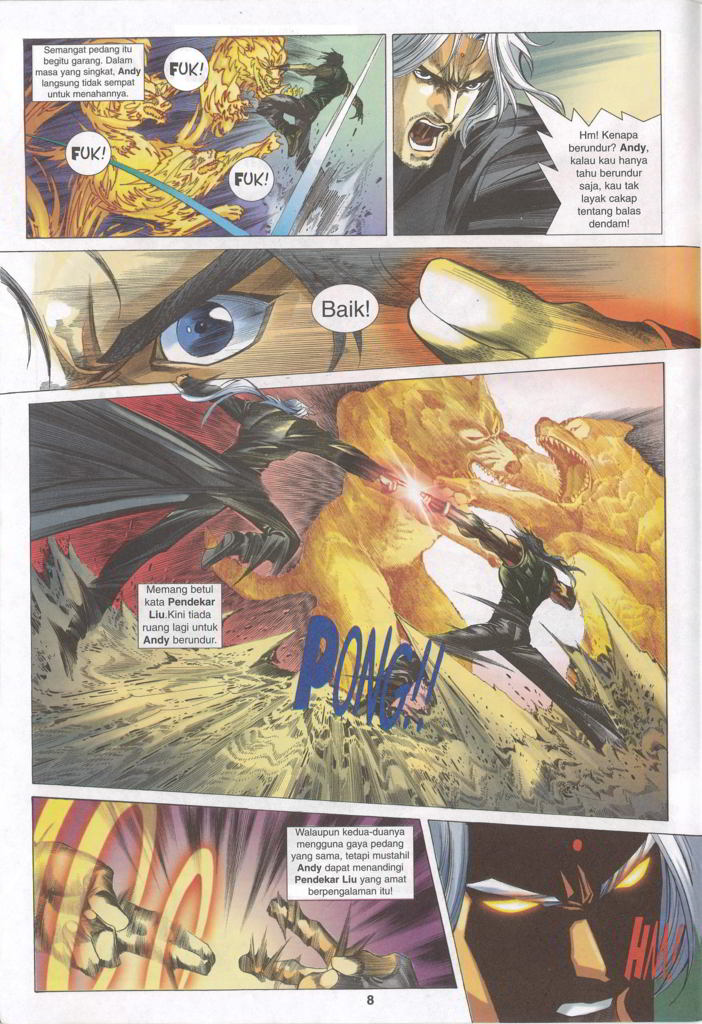 Semangat pedang itu
begitu garang. Dalam
masa yang singkat, Andy
langsung tidak sempat
untuk menahannya.
FUK!
FUK!
FUK!
Hm! Kenapa
berundur? Andy,
kalau kau hanya
tahu berundur
saja, kau tak
layak cakap
tentang balas
dendam!
Baik!
Memang betul
kata Pendekar
Liu.Kini tiada
ruang lagi untuk
Andy berundur.
PONG!!
Walaupun kedua-duanya
mengguna gaya pedang
yang sama, tetapi mustahil
Andy dapat menandingi
Pendekar Liu yang amat
berpengalaman itu!
HM!
8